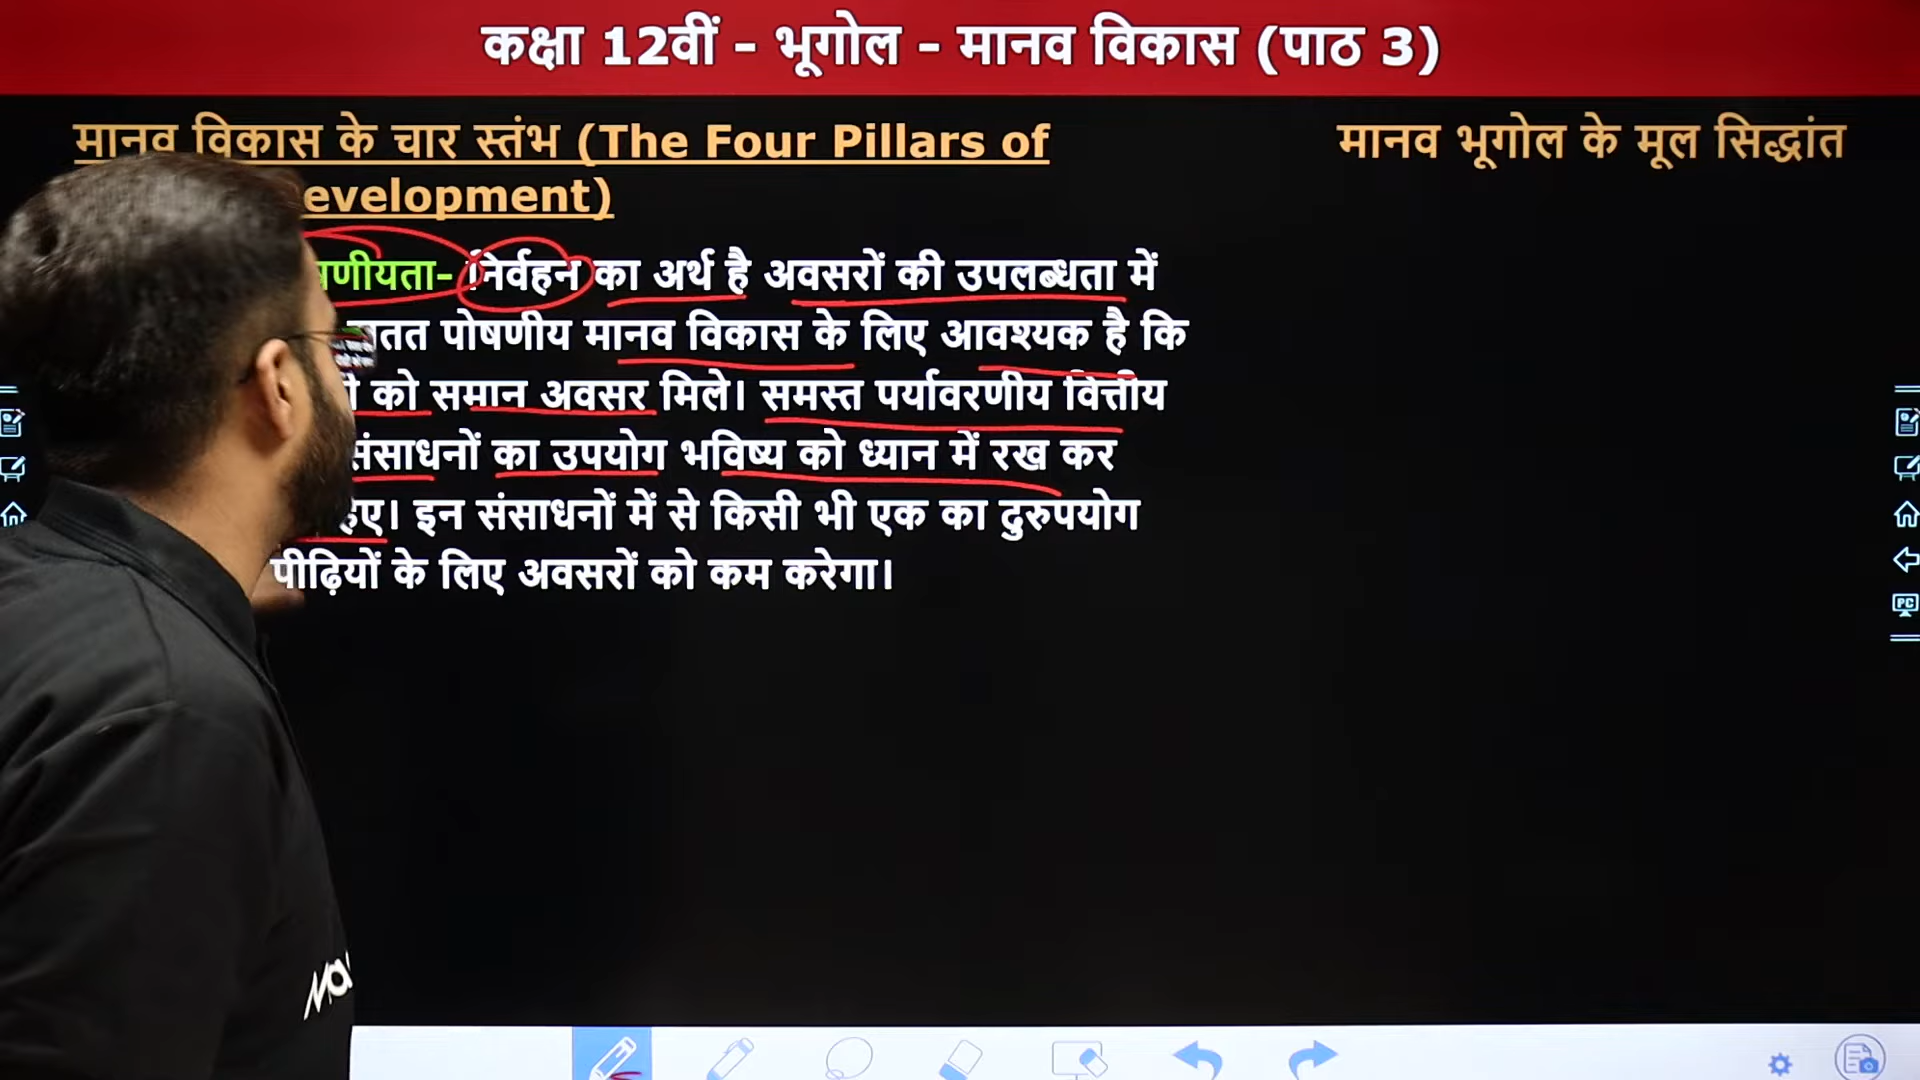 कक्षा 12वीं - भूगोल - मानव विकास (पाठ 3)
मानव विकास के चार स्तंभ (The Four Pillars of
evelopment)
मानव भूगोल के मूल सिद्धांत
णीयता- निर्वहन का अर्थ है अवसरों की उपलब्धता में
पोषणीय मानव विकास के लिए आवश्यक है कि
को समान अवसर मिले। समस्त पर्यावरणीय वित्तीय
संसाधनों का उपयोग भविष्य को ध्यान में रख कर
इन संसाधनों में से किसी भी एक का दुरुपयोग
पीढ़ियों के लिए अवसरों को कम करेगा।
PC